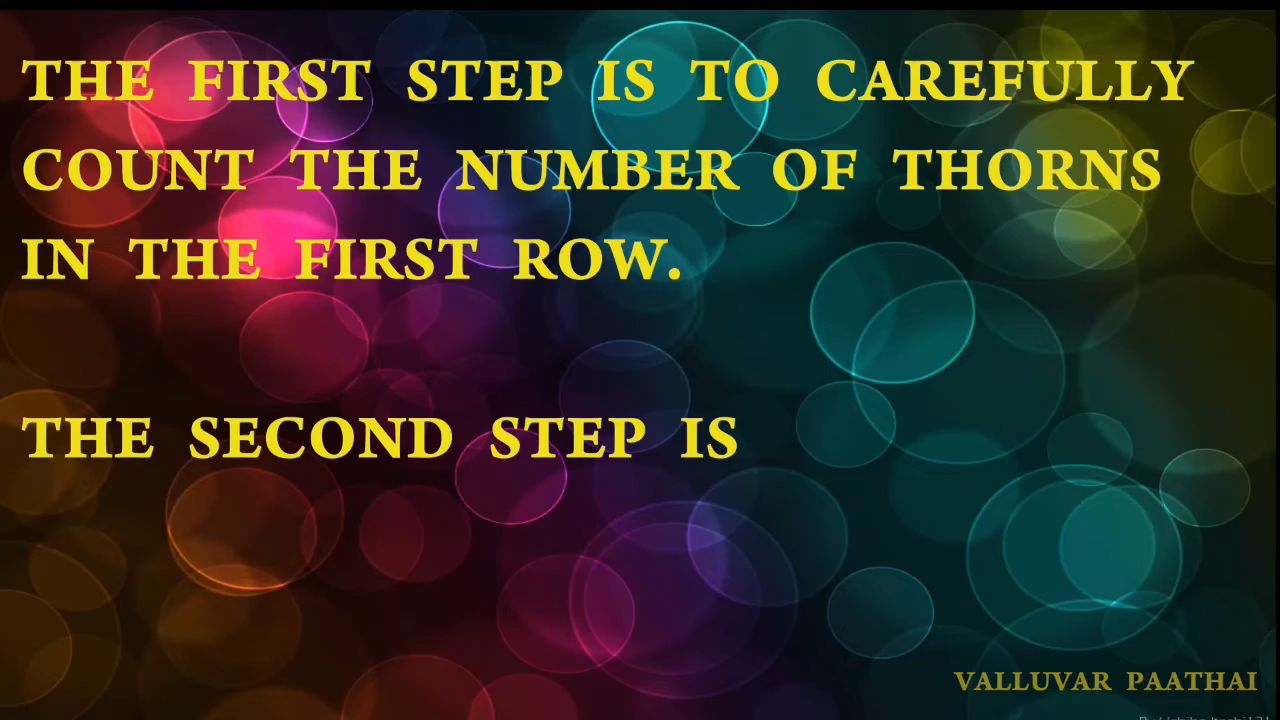 THE FIRST STEP IS TO CAREFULLY
COUNT THE NUMBER OF THORNS
IN THE FIRST ROW.
THE SECOND STEP IS
VALLUVAR PAATHAI